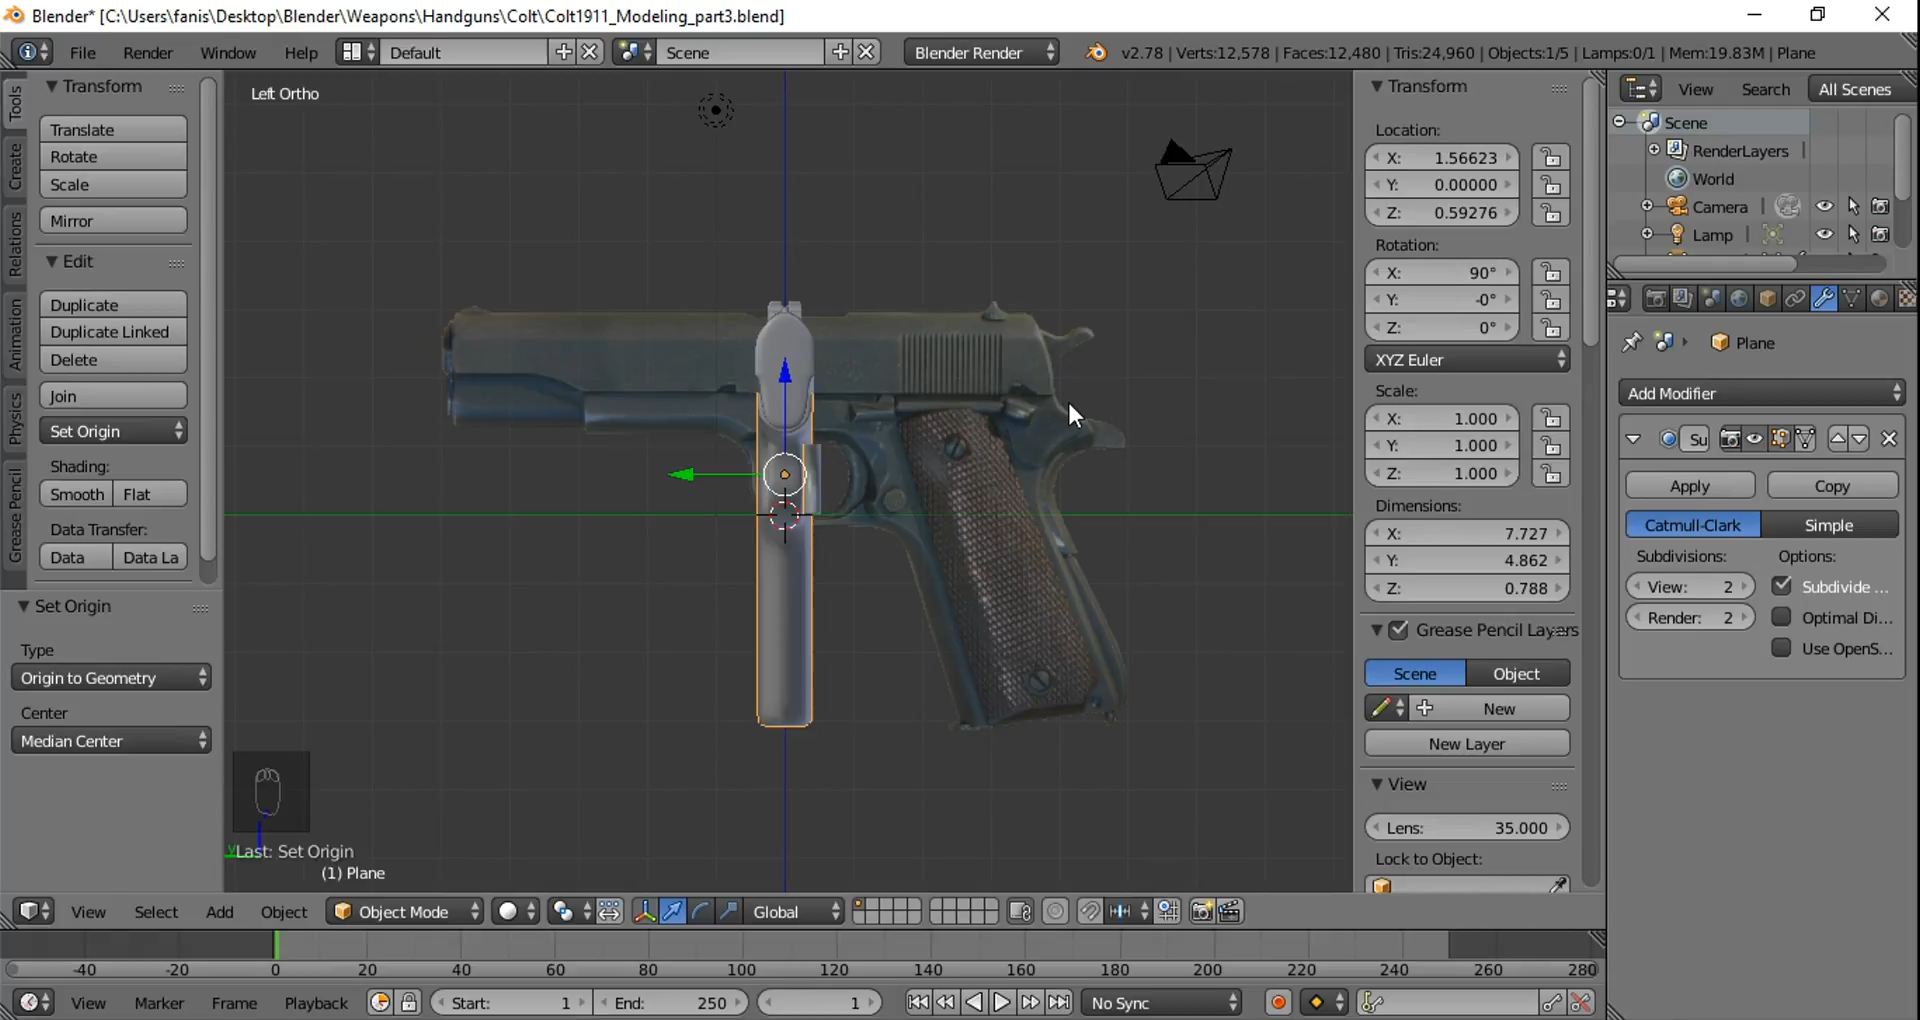 Blender* [C:\Users\fanis\Desktop\Blender\Weapons\Handguns\Colt\Colt1911_Modeling_part3.blend]
File Render Window Help Default Scene Blender Render v2.78 | Verts:12,578 | Faces:12,480 | Tris:24,960 | Objects:1/5 | Lamps:0/1 | Mem:19.83M | Plane
Tools
Create
Relations
Animation
Physics
Grease Pencil
Transform
Translate
Rotate
Scale
Mirror
Edit
Duplicate
Duplicate Linked
Delete
Join
Set Origin
Shading:
Smooth Flat
Data Transfer:
Data Data La
Set Origin
Type
Origin to Geometry
Center
Median Center
Left Ortho
Last: Set Origin
(1) Plane
Transform
Location:
X: 1.56623
Y: 0.00000
Z: 0.59276
Rotation:
X: 90°
Y: -0°
Z: 0°
XYZ Euler
Scale:
X: 1.000
Y: 1.000
Z: 1.000
Dimensions:
X: 7.727
Y: 4.862
Z: 0.788
Grease Pencil Layers
Scene Object
New
New Layer
View
Lens: 35.000
Lock to Object:
View Search All Scenes
Scene
RenderLayers
World
Camera
Lamp
Plane
Add Modifier
Su
Apply Copy
Catmull-Clark Simple
Subdivisions: Options:
View: 2 Subdivide ...
Render: 2 Optimal Di...
Use OpenS...
View Select Add Object Object Mode Global
-40 -20 0 20 40 60 80 100 120 140 160 180 200 220 240 260 280
View Marker Frame Playback Start: 1 End: 250 1 No Sync